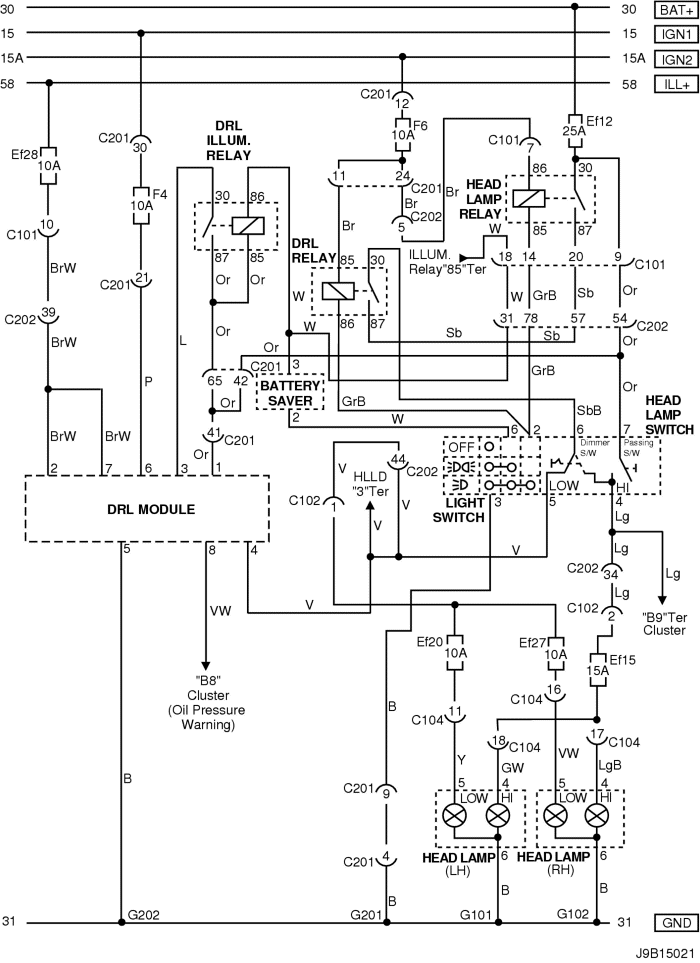 30 30 BAT+
15 15 IGN1
15A 15A IGN2
58 58 ILL+
C201
12
F6
10A
Ef12
25A
C201
30
DRL
ILLUM.
RELAY
C101
7
Ef28
10A
F4
10A
11 24
C201
Br
C202
5
Br
Br
86 30
HEAD
LAMP
RELAY
85 87
30 86
87 85
10
C101
BrW
C201
21
Or Or
DRL
RELAY
85 30
86 87
W
ILLUM.
Relay"85"Ter
18 14 20 9
C101
W GrB Sb Or
31 78 57 54
C202
39
C202
BrW
L
Or
W
W
Sb Sb
Or
Or
C201
65 42
3
BATTERY
SAVER
2
P
Or
GrB
GrB
SbB
Or
HEAD
LAMP
SWITCH
41
C201
Or
W
6 2 6 7
Dimmer
S/W
Passing
S/W
OFF
LOW HI
LIGHT
SWITCH
3 5 4
BrW BrW
2 7 6 3 1
DRL MODULE
5 8 4
V
44
C202
C102
1
HLLD
"3"Ter
V V
V
V
Lg
Lg
Lg
C202
34
Lg
C102
2
"B9"Ter
Cluster
VW
"B8"
Cluster
(Oil Pressure
Warning)
Ef20
10A
Ef27
10A
Ef15
15A
B
11
C104
16
C104
18
C104
17
C104
Y GW VW LgB
B
C201
9
5 4
LOW HI
5 4
LOW HI
C201
4
HEAD LAMP
(LH)
6
HEAD LAMP
(RH)
6
B B B
31 G202 G201 G101 G102 31 GND
J9B15021